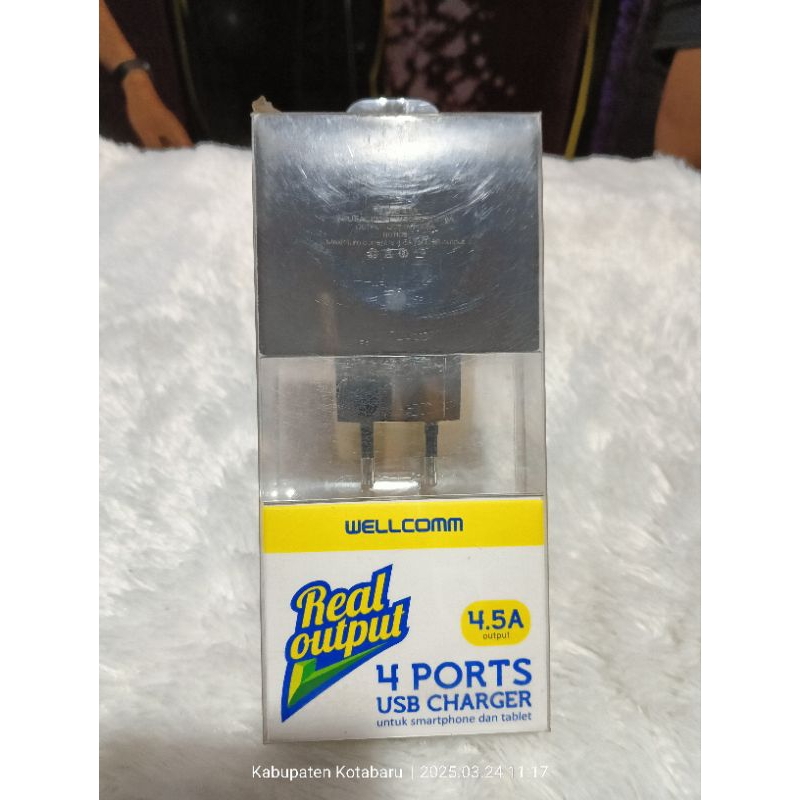 WELLCOMM
Real
output
4.5A
output
4 PORTS
USB CHARGER
untuk smartphone dan tablet
Kabupaten Kotabaru | 2025.03.24 11:17